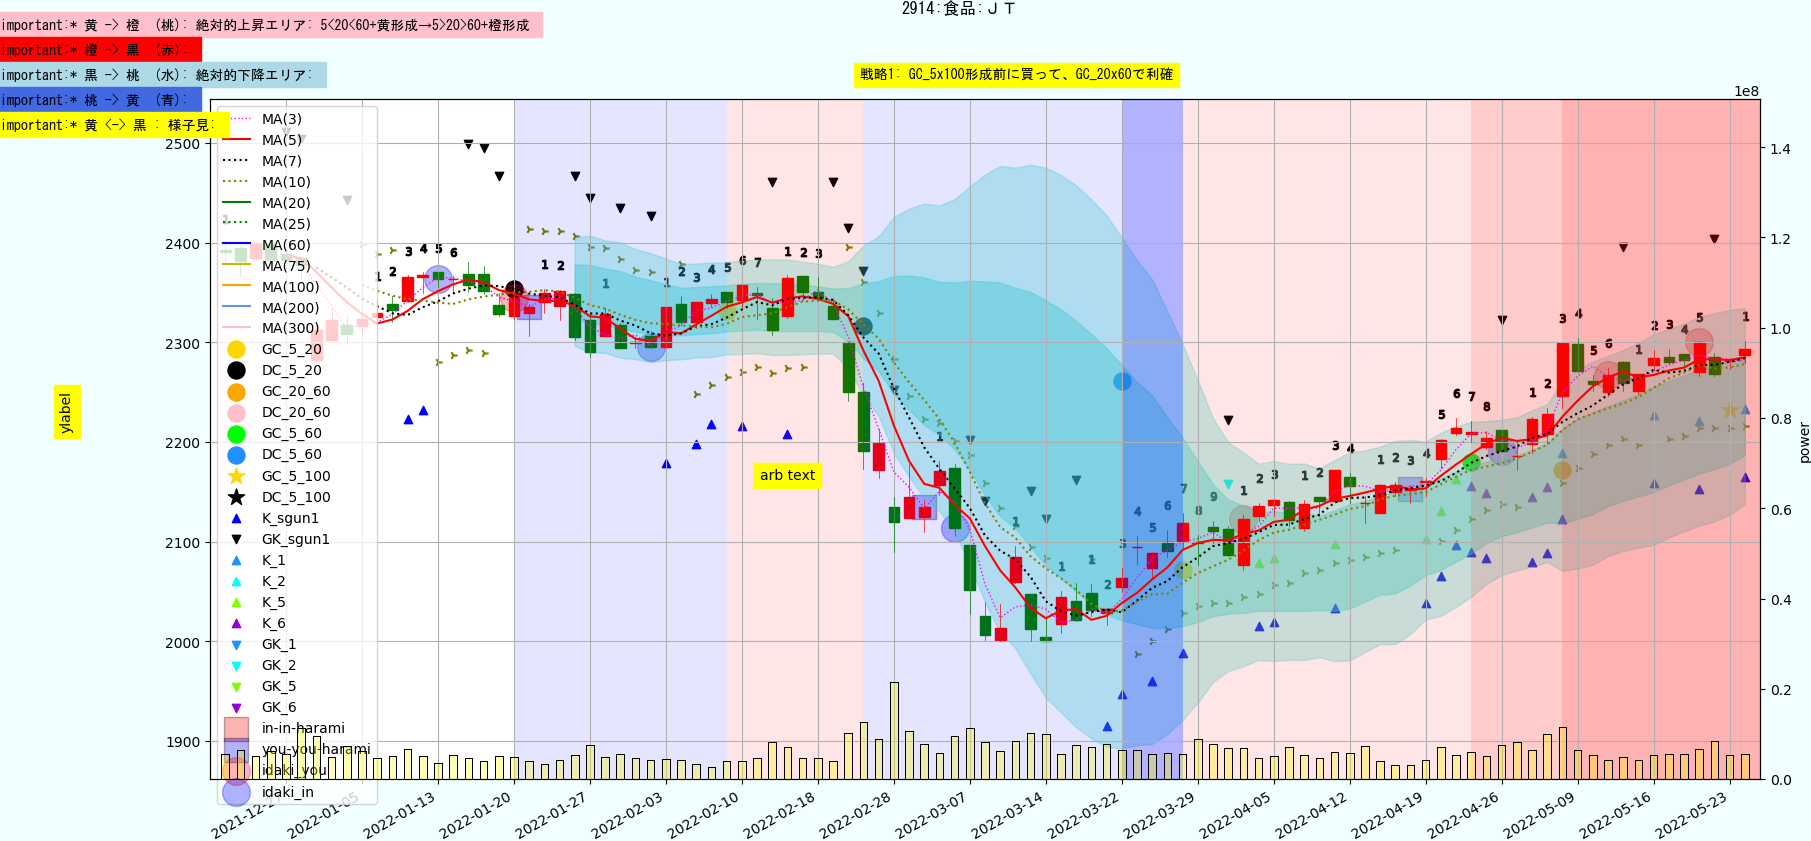 2914:食品:ＪＴ
important:* 黄 -> 橙 (桃): 絶対的上昇エリア: 5<20<60+黄形成→5>20>60+橙形成
important:* 橙 -> 黒 (赤):
important:* 黒 -> 桃 (水): 絶対的下降エリア:
important:* 桃 -> 黄 (青):
important:* 黄 <-> 黒 : 様子見:
戦略1: GC_5x100形成前に買って、GC_20x60で利確
1e8
MA(3)
MA(5)
MA(7)
MA(10)
MA(20)
MA(25)
MA(60)
MA(75)
MA(100)
MA(200)
MA(300)
GC_5_20
DC_5_20
GC_20_60
DC_20_60
GC_5_60
DC_5_60
GC_5_100
DC_5_100
K_sgun1
GK_sgun1
K_1
K_2
K_5
K_6
GK_1
GK_2
GK_5
GK_6
in-in-harami
you-you-harami
idaki_you
idaki_in
2500
2400
2300
2200
2100
2000
1900
ylabel
arb text
1.4
1.2
1.0
0.8
0.6
0.4
0.2
0.0
power
2022-01-05
2022-01-13
2022-01-20
2022-01-27
2022-02-03
2022-02-10
2022-02-18
2022-02-28
2022-03-07
2022-03-14
2022-03-22
2022-03-29
2022-04-05
2022-04-12
2022-04-19
2022-04-26
2022-05-09
2022-05-16
2022-05-23